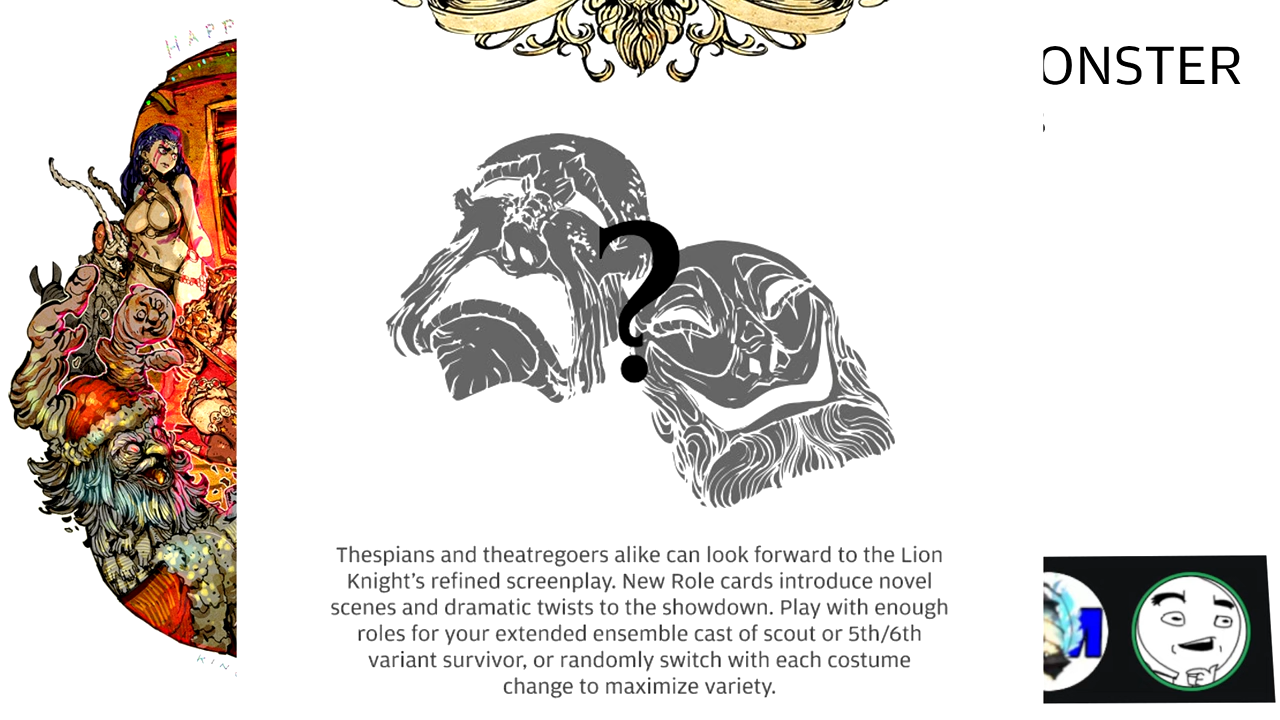 HAPP
ONSTER
?
Thespians and theatregoers alike can look forward to the Lion
Knight's refined screenplay. New Role cards introduce novel
scenes and dramatic twists to the showdown. Play with enough
roles for your extended ensemble cast of scout or 5th/6th
variant survivor, or randomly switch with each costume
change to maximize variety.
KIN